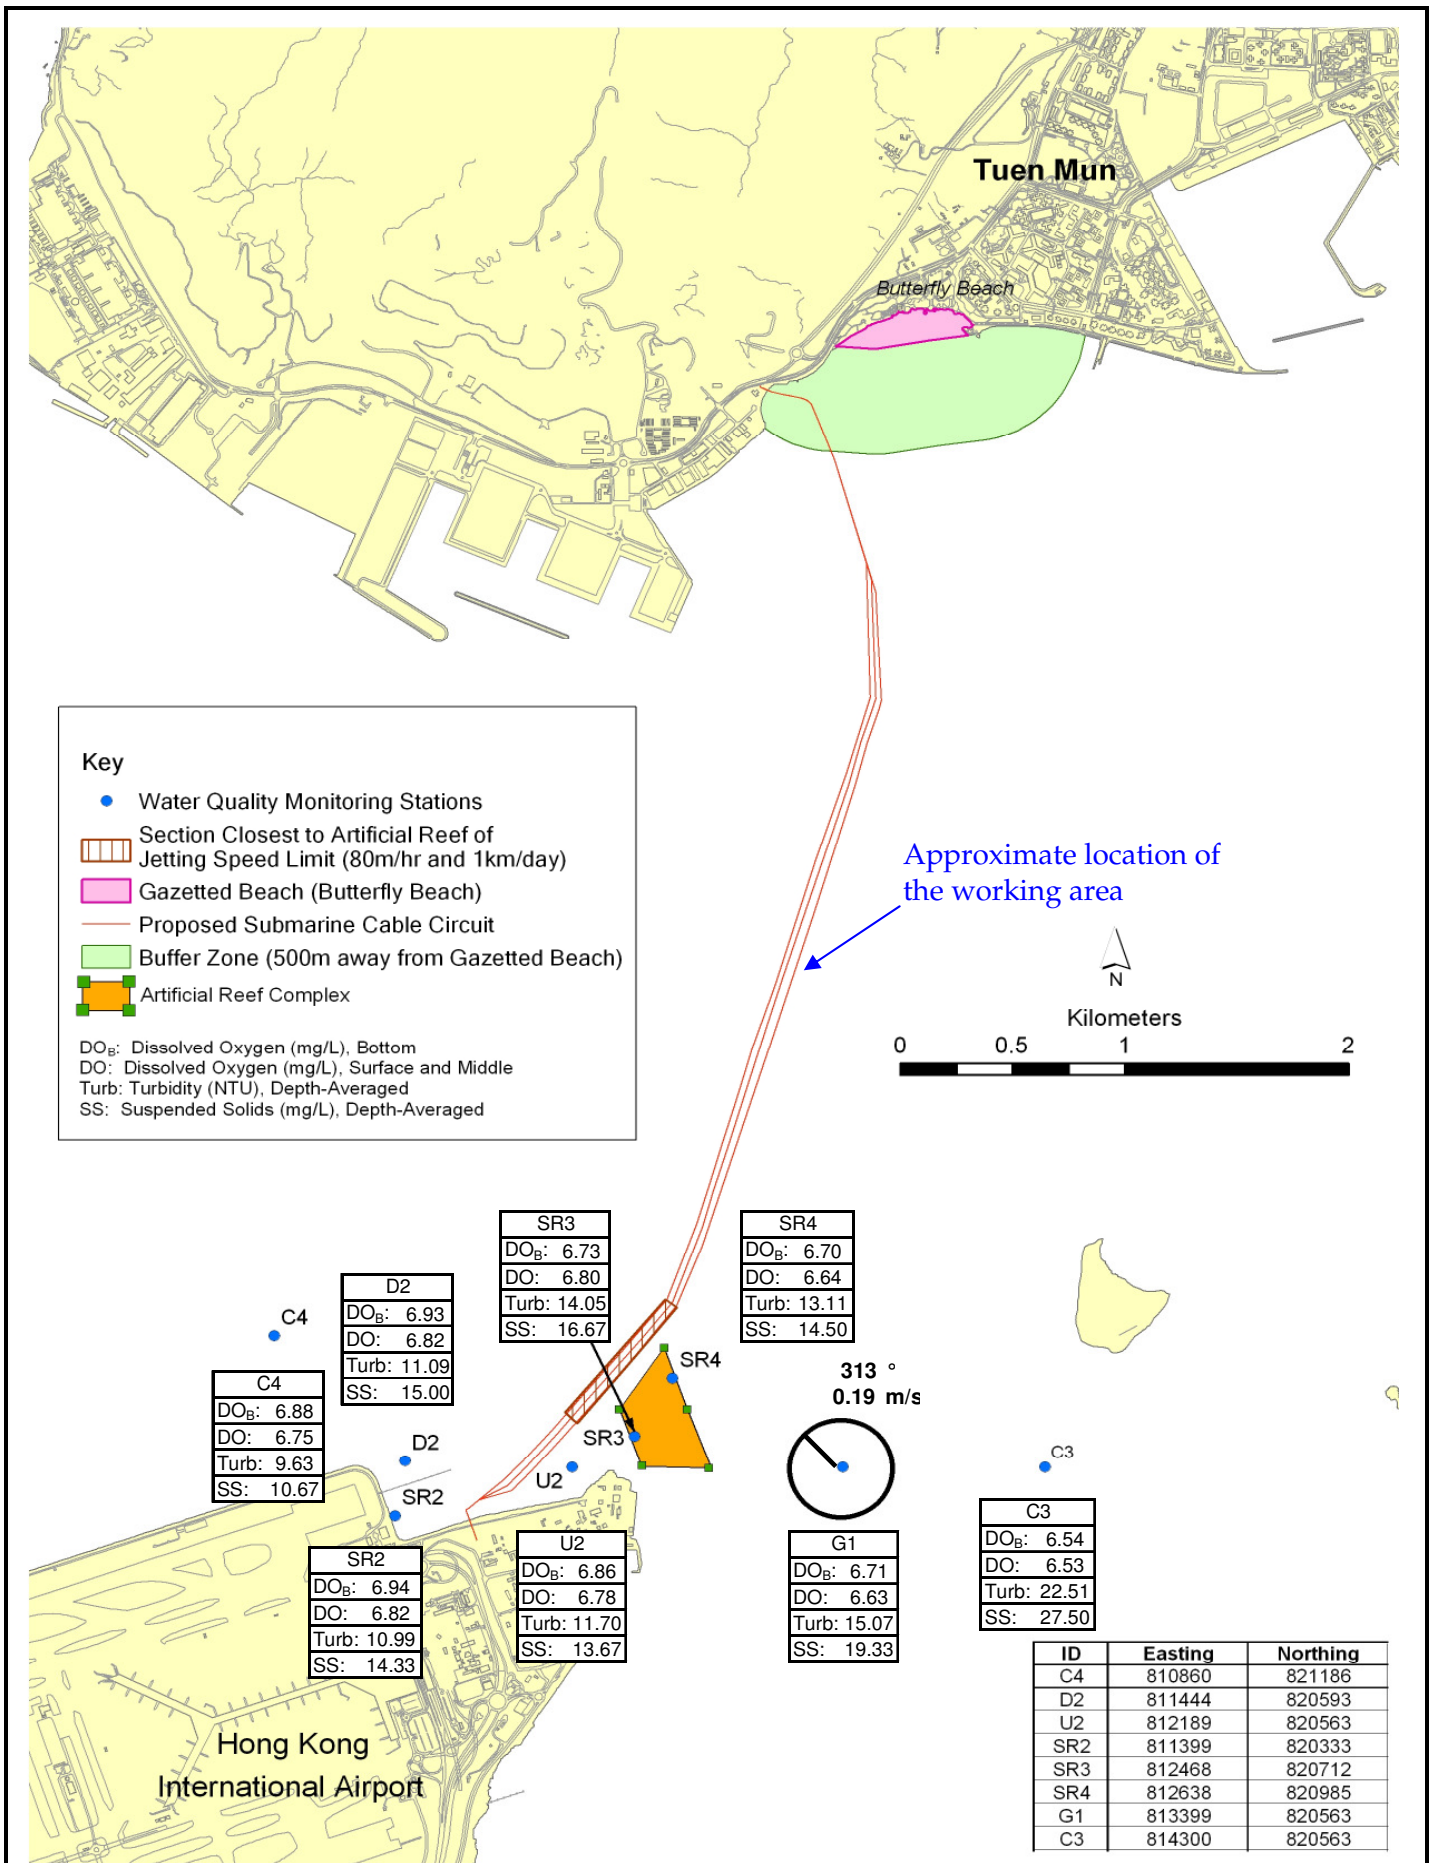 Tuen Mun
Butterfly Beach
Key
Water Quality Monitoring Stations
Section Closest to Artificial Reef of
Jetting Speed Limit (80m/hr and 1km/day)
Gazetted Beach (Butterfly Beach)
Proposed Submarine Cable Circuit
Buffer Zone (500m away from Gazetted Beach)
Artificial Reef Complex
DOB: Dissolved Oxygen (mg/L), Bottom
DO: Dissolved Oxygen (mg/L), Surface and Middle
Turb: Turbidity (NTU), Depth-Averaged
SS: Suspended Solids (mg/L), Depth-Averaged
Approximate location of
the working area
N
Kilometers
0 0.5 1 2
SR3
DOB: 6.73
DO: 6.80
Turb: 14.05
SS: 16.67
SR4
DOB: 6.70
DO: 6.64
Turb: 13.11
SS: 14.50
D2
DOB: 6.93
DO: 6.82
Turb: 11.09
SS: 15.00
C4
C4
DOB: 6.88
DO: 6.75
Turb: 9.63
SS: 10.67
SR4
313 °
0.19 m/s
SR3
D2
U2
C3
SR2
SR2
DOB: 6.94
DO: 6.82
Turb: 10.99
SS: 14.33
U2
DOB: 6.86
DO: 6.78
Turb: 11.70
SS: 13.67
G1
DOB: 6.71
DO: 6.63
Turb: 15.07
SS: 19.33
C3
DOB: 6.54
DO: 6.53
Turb: 22.51
SS: 27.50
Hong Kong
International Airport
ID Easting Northing
C4 810860 821186
D2 811444 820593
U2 812189 820563
SR2 811399 820333
SR3 812468 820712
SR4 812638 820985
G1 813399 820563
C3 814300 820563